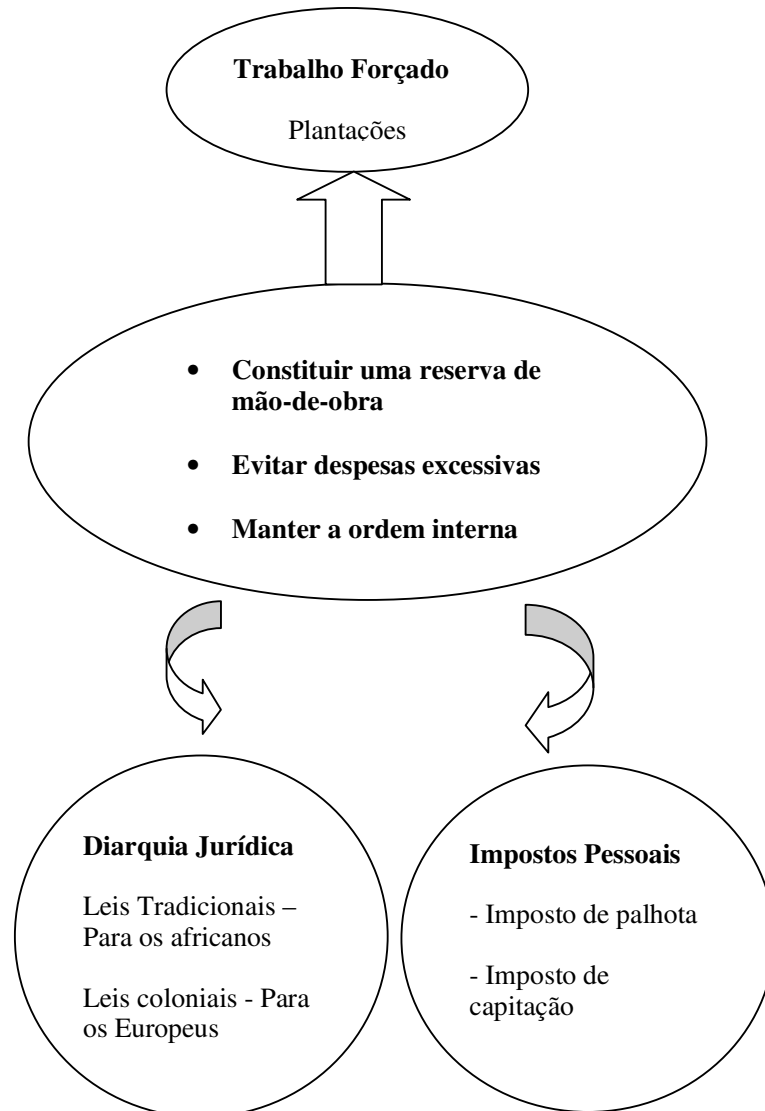 Trabalho Forçado
Plantações
• Constituir uma reserva de
mão-de-obra
• Evitar despesas excessivas
• Manter a ordem interna
Diarquia Jurídica
Leis Tradicionais –
Para os africanos
Leis coloniais - Para
os Europeus
Impostos Pessoais
- Imposto de palhota
- Imposto de
capitação